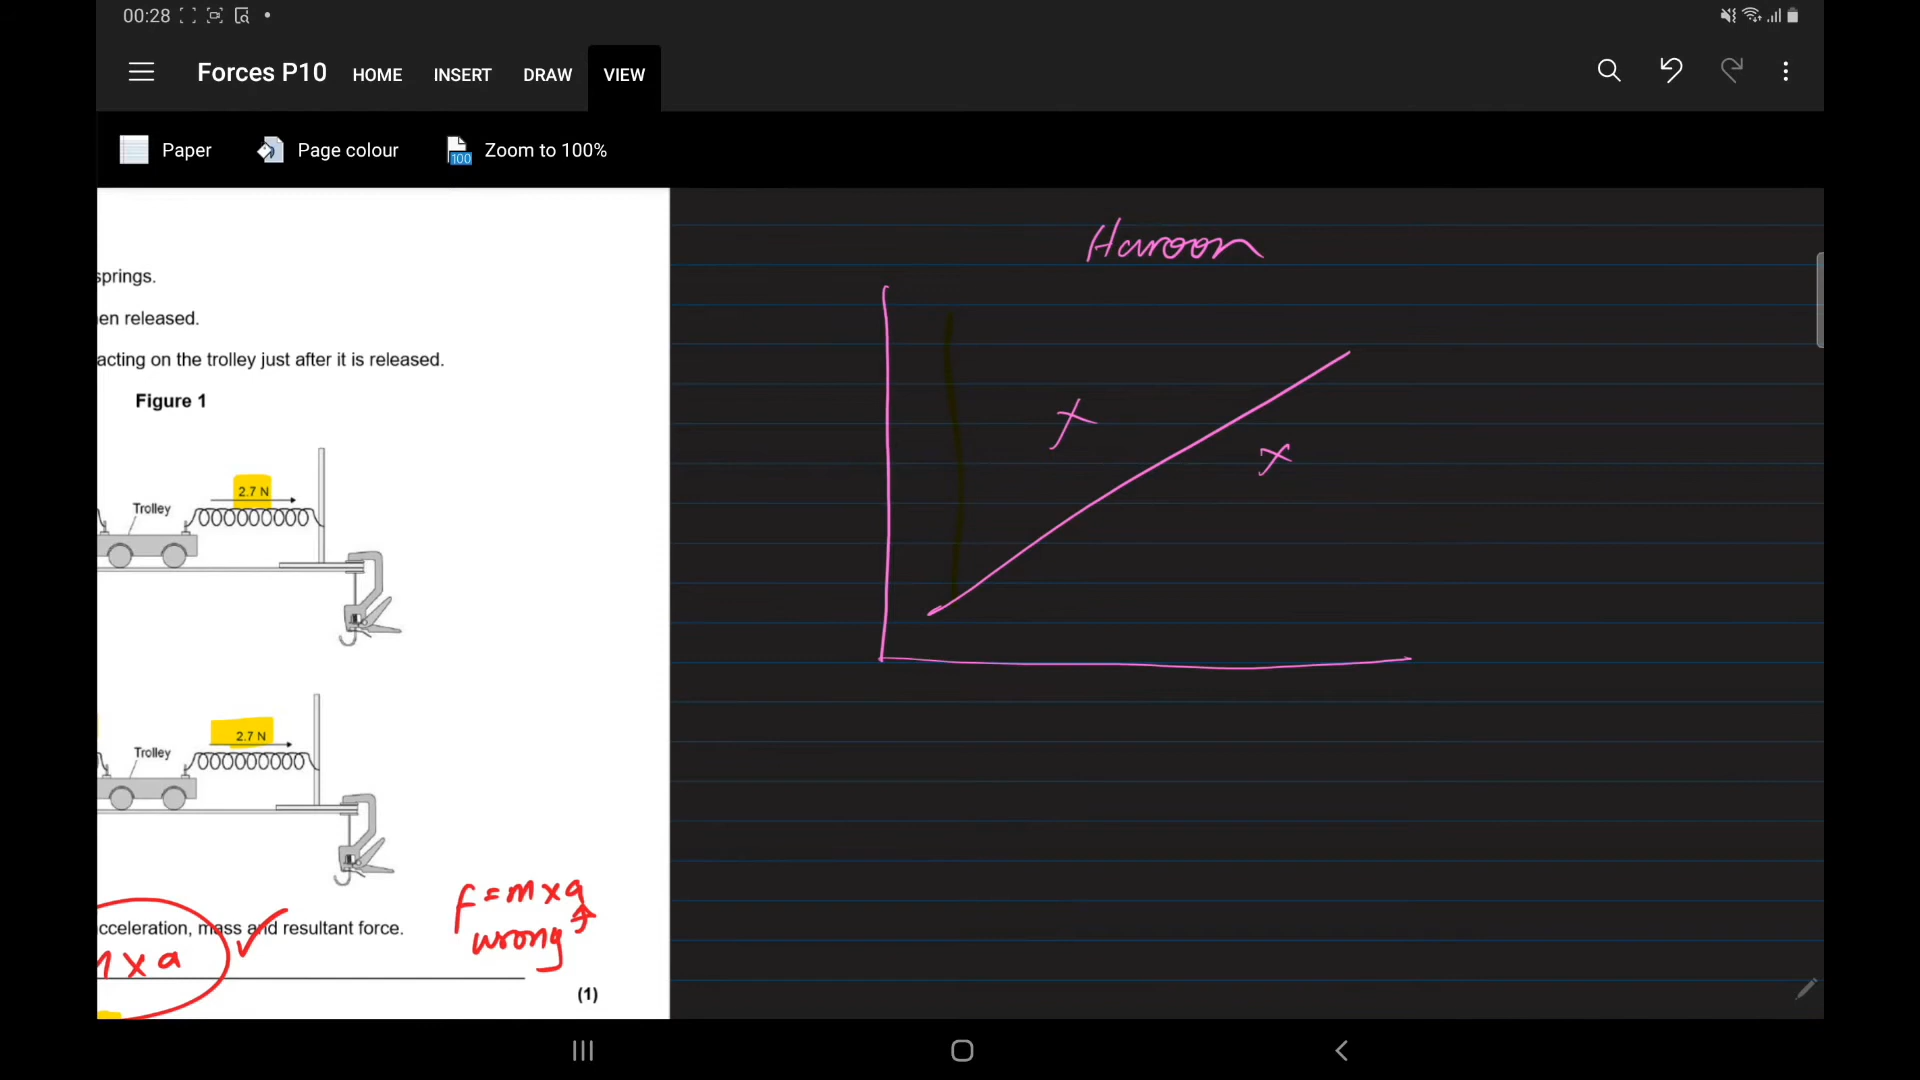 00:28
Forces P10 HOME INSERT DRAW VIEW
Paper Page colour Zoom to 100%
Haroon
springs.
en released.
acting on the trolley just after it is released.
Figure 1
2.7 N
Trolley
2.7 N
Trolley
F = m x a
wrong
cceleration, mass and resultant force.
x a
(1)